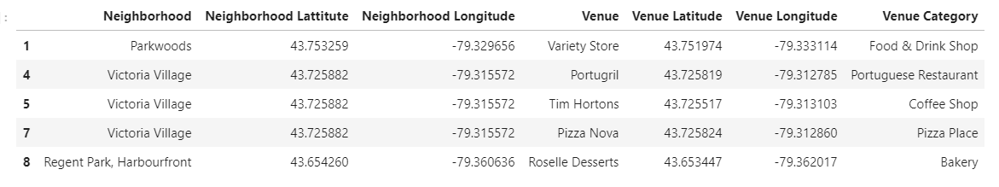 :
Neighborhood Neighborhood Lattitute Neighborhood Longitude Venue Venue Latitude Venue Longitude Venue Category
1 Parkwoods 43.753259 -79.329656 Variety Store 43.751974 -79.333114 Food & Drink Shop
4 Victoria Village 43.725882 -79.315572 Portugril 43.725819 -79.312785 Portuguese Restaurant
5 Victoria Village 43.725882 -79.315572 Tim Hortons 43.725517 -79.313103 Coffee Shop
7 Victoria Village 43.725882 -79.315572 Pizza Nova 43.725824 -79.312860 Pizza Place
8 Regent Park, Harbourfront 43.654260 -79.360636 Roselle Desserts 43.653447 -79.362017 Bakery